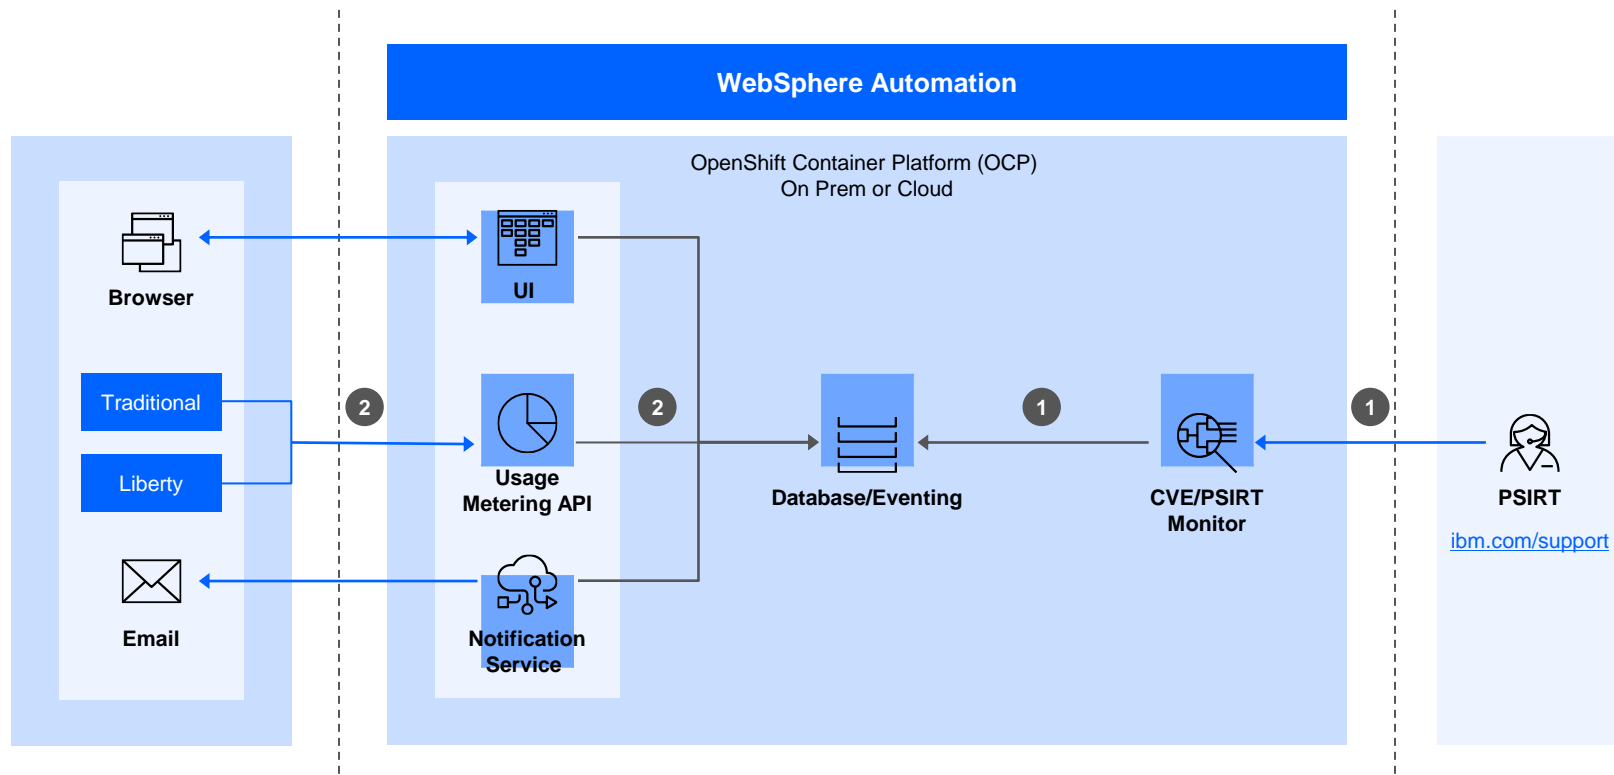 WebSphere Automation
OpenShift Container Platform (OCP)
On Prem or Cloud
Browser
Traditional
Liberty
Email
2
UI
Usage
Metering API
Notification
Service
2
Database/Eventing
1
CVE/PSIRT
Monitor
1
PSIRT
ibm.com/support